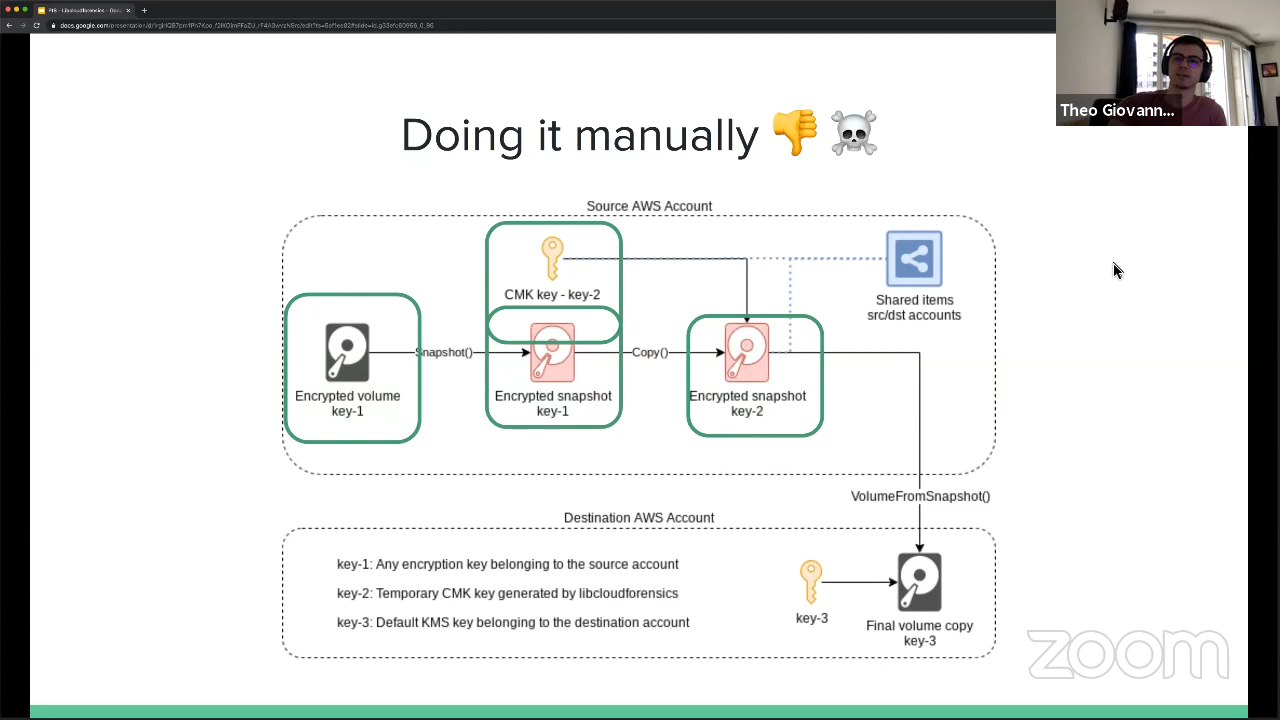 PIS - Libcloudforensics - Goog
Theo Giovann...
Doing it manually
Source AWS Account
CMK key - key-2
Shared items
src/dst accounts
Snapshot()
Copy()
Encrypted volume
key-1
Encrypted snapshot
key-1
Encrypted snapshot
key-2
VolumeFromSnapshot()
Destination AWS Account
key-1: Any encryption key belonging to the source account
key-2: Temporary CMK key generated by libcloudforensics
key-3: Default KMS key belonging to the destination account
key-3
Final volume copy
key-3
zoom